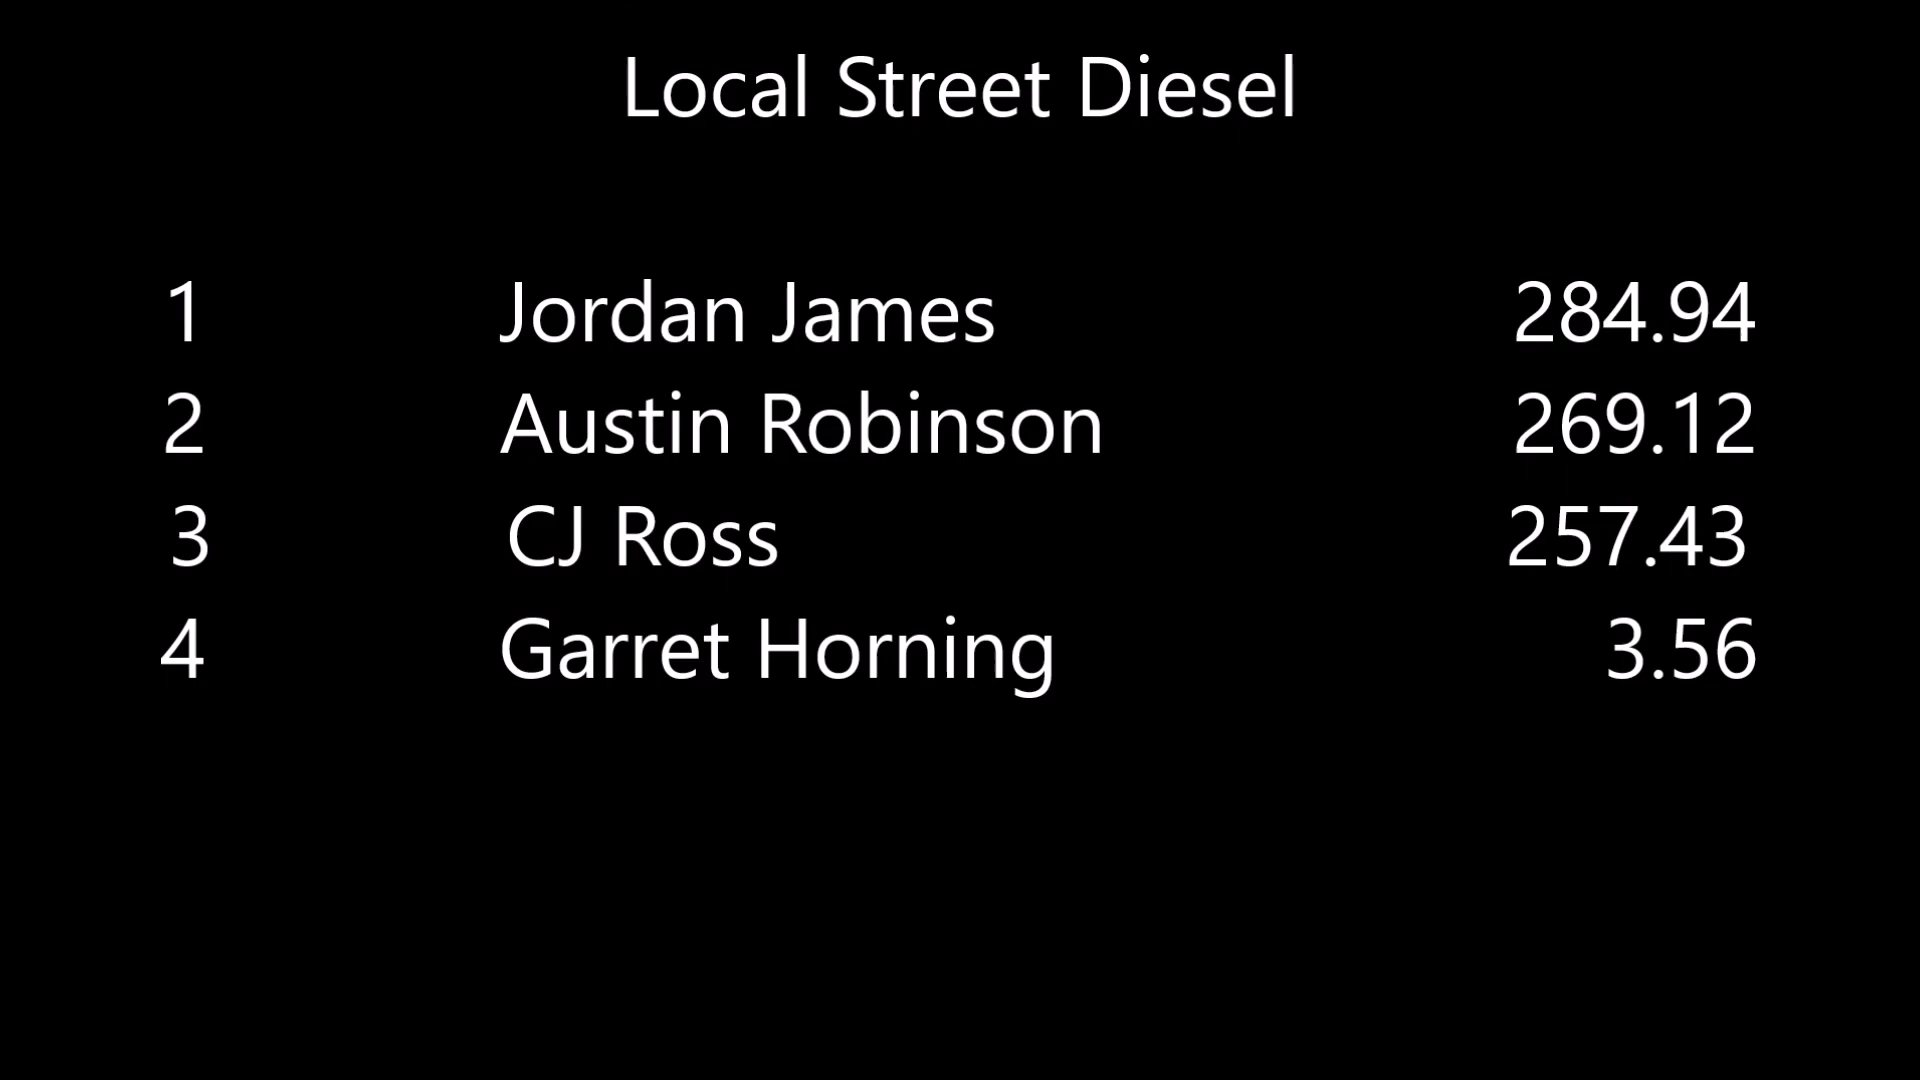 Local Street Diesel
1 Jordan James 284.94
2 Austin Robinson 269.12
3 CJ Ross 257.43
4 Garret Horning 3.56